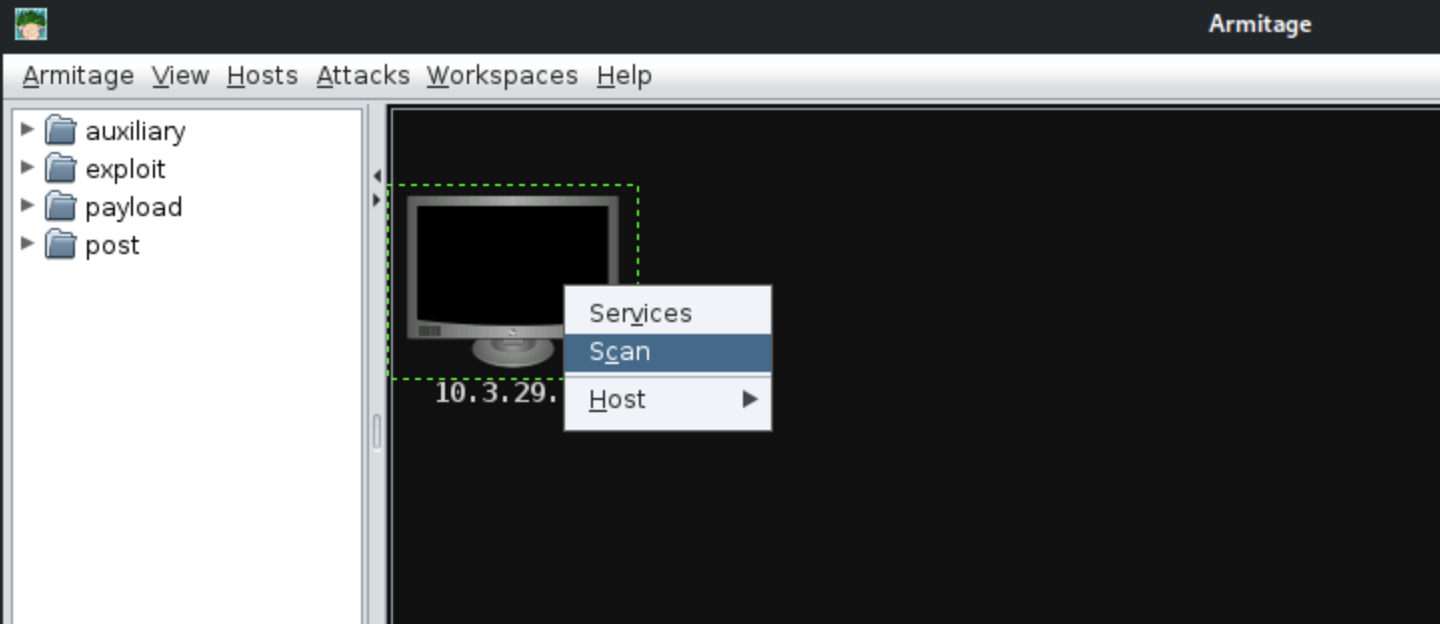 Armitage
Armitage View Hosts Attacks Workspaces Help
auxiliary
exploit
payload
post
Services
Scan
Host
10.3.29.